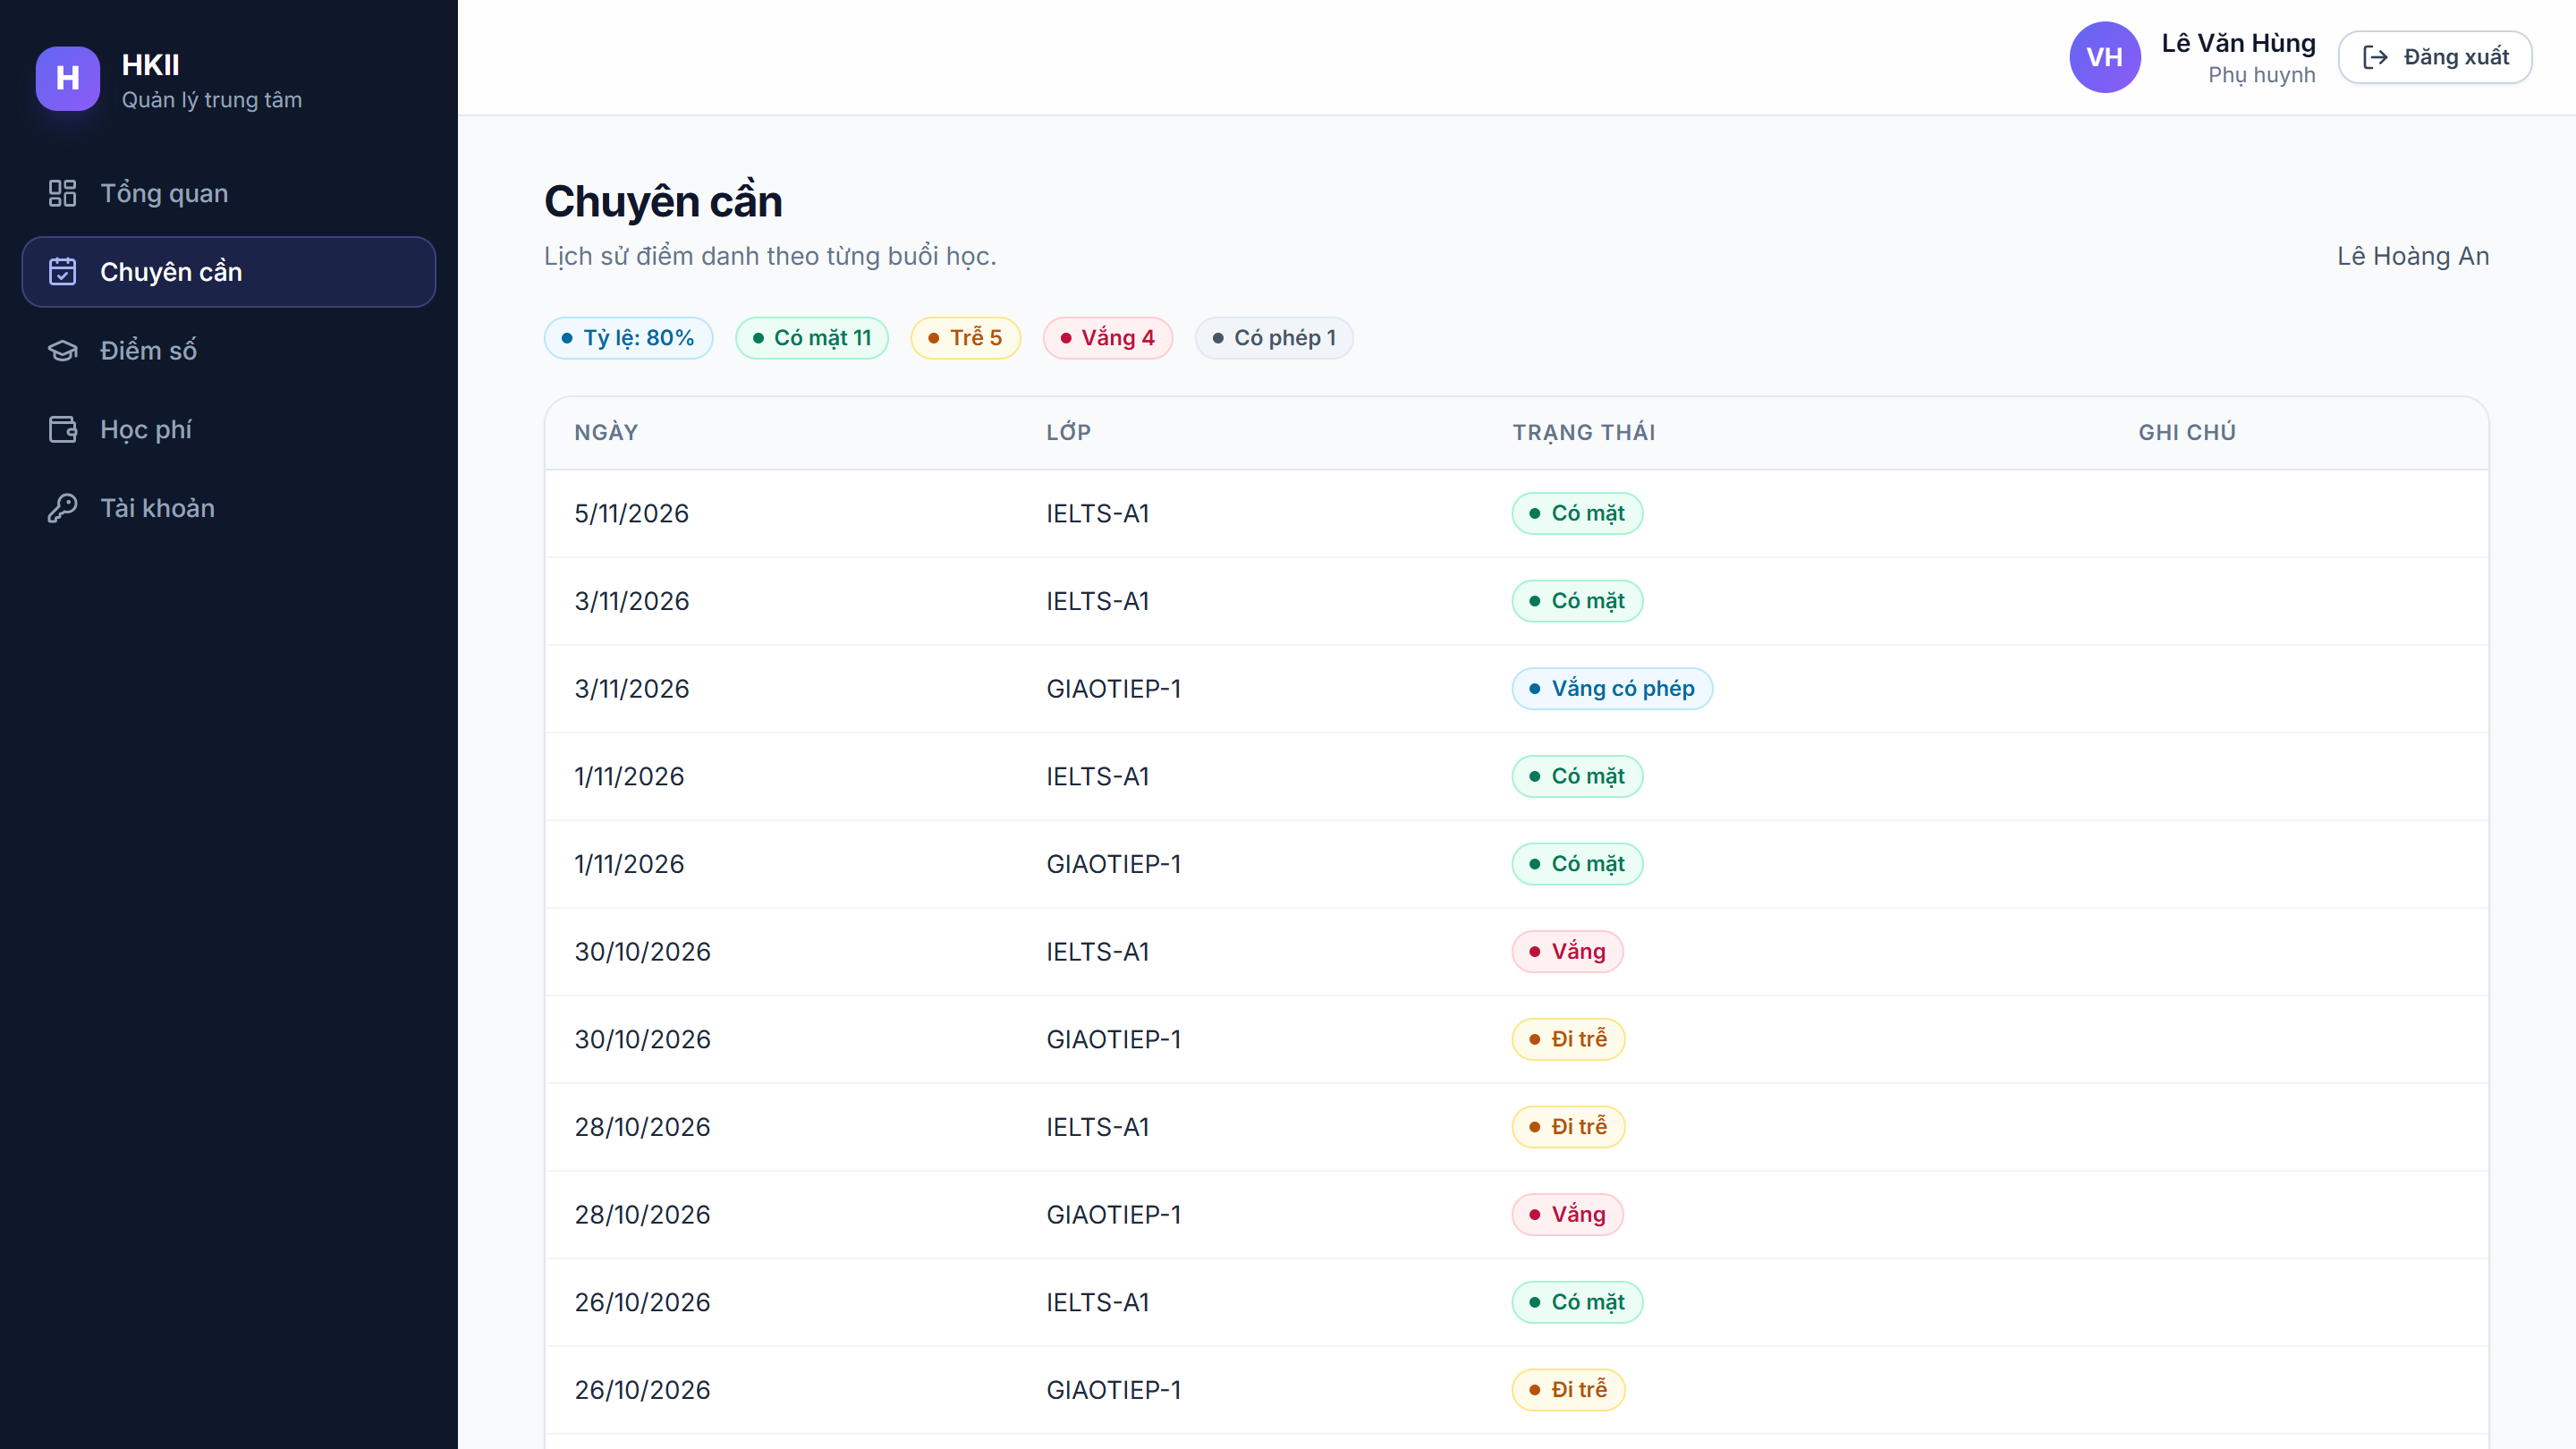 H
HKII
Quản lý trung tâm
Tổng quan
Chuyên cần
Điểm số
Học phí
Tài khoản
VH
Lê Văn Hùng
Phụ huynh
Đăng xuất
Chuyên cần
Lịch sử điểm danh theo từng buổi học.
Lê Hoàng An
Tỷ lệ: 80% Có mặt 11 Trễ 5 Vắng 4 Có phép 1
NGÀY LỚP TRẠNG THÁI GHI CHÚ
5/11/2026 IELTS-A1 Có mặt
3/11/2026 IELTS-A1 Có mặt
3/11/2026 GIAOTIEP-1 Vắng có phép
1/11/2026 IELTS-A1 Có mặt
1/11/2026 GIAOTIEP-1 Có mặt
30/10/2026 IELTS-A1 Vắng
30/10/2026 GIAOTIEP-1 Đi trễ
28/10/2026 IELTS-A1 Đi trễ
28/10/2026 GIAOTIEP-1 Vắng
26/10/2026 IELTS-A1 Có mặt
26/10/2026 GIAOTIEP-1 Đi trễ